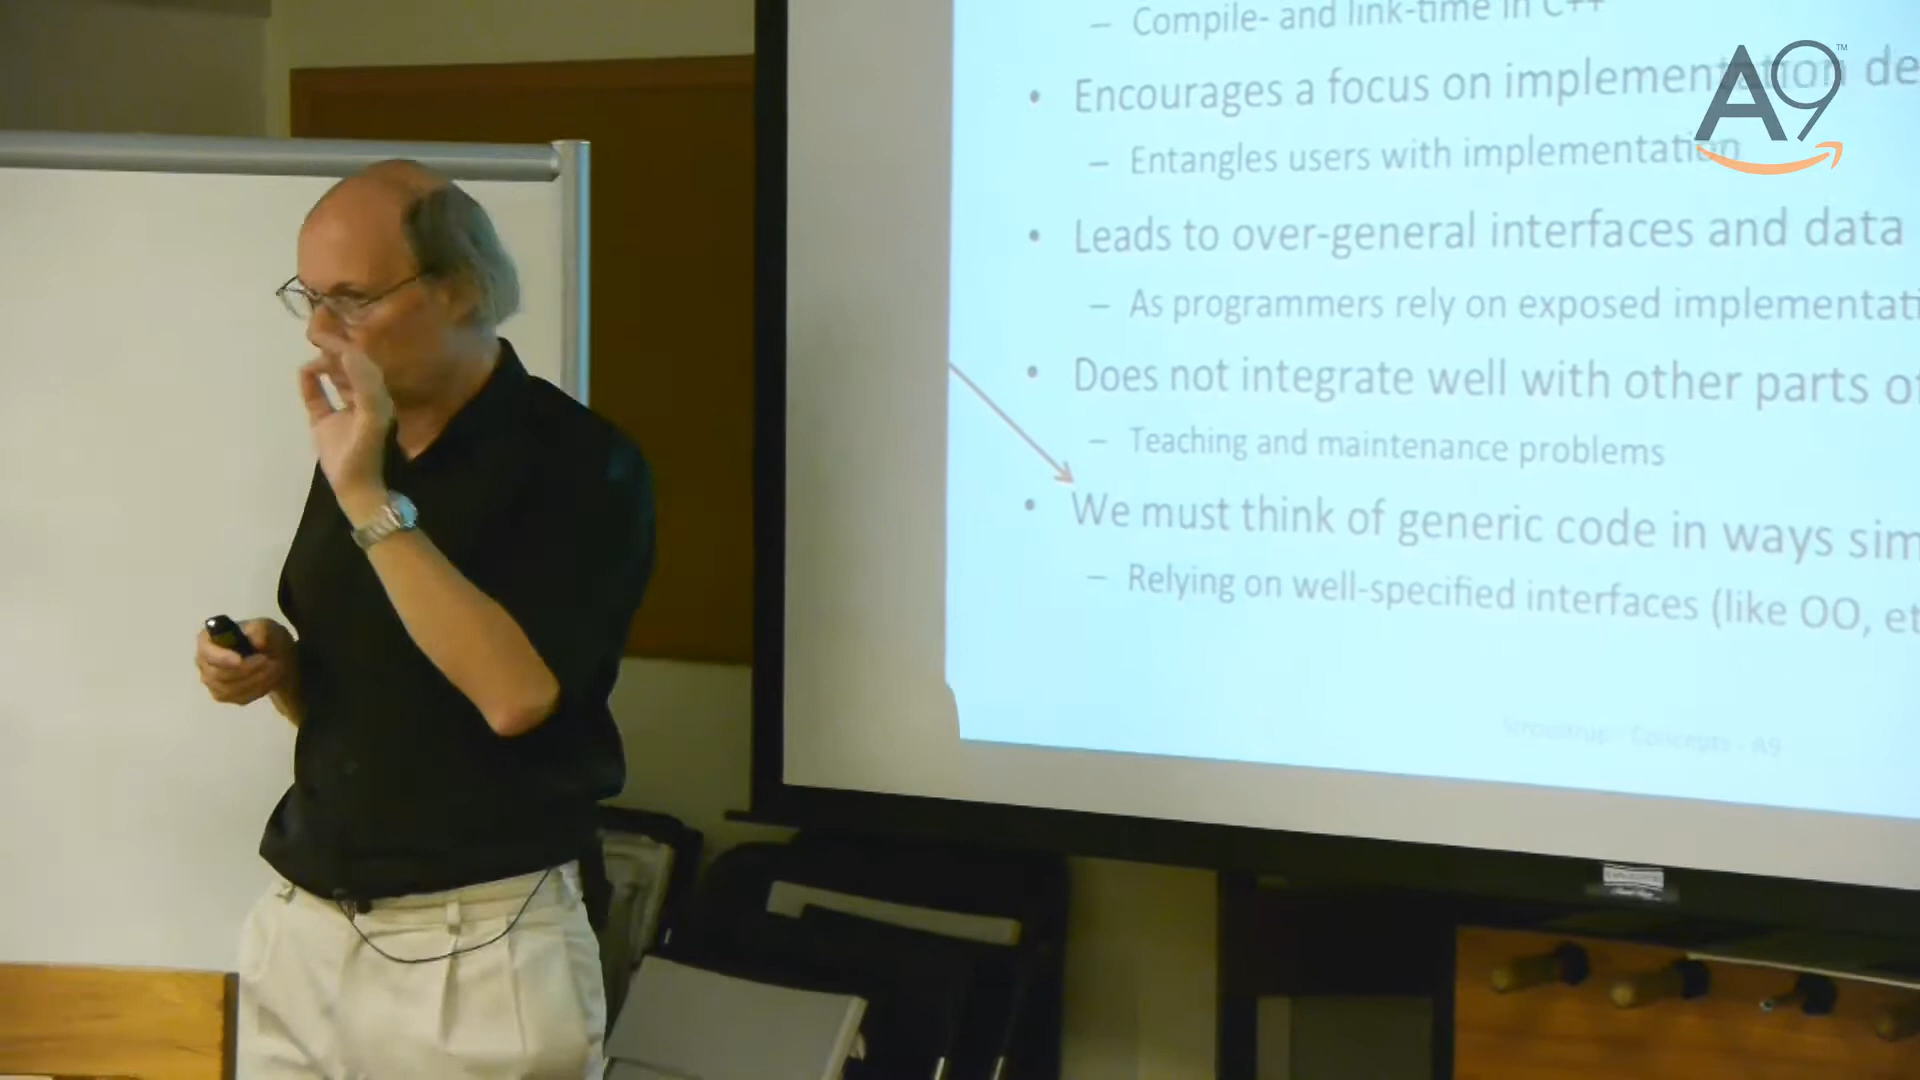 – Compile- and link-time in C++
• Encourages a focus on implementation de
– Entangles users with implementation
• Leads to over-general interfaces and data
– As programmers rely on exposed implementati
• Does not integrate well with other parts of
– Teaching and maintenance problems
• We must think of generic code in ways sim
– Relying on well-specified interfaces (like OO, et
Stroustrup - Concepts - A9
A9™